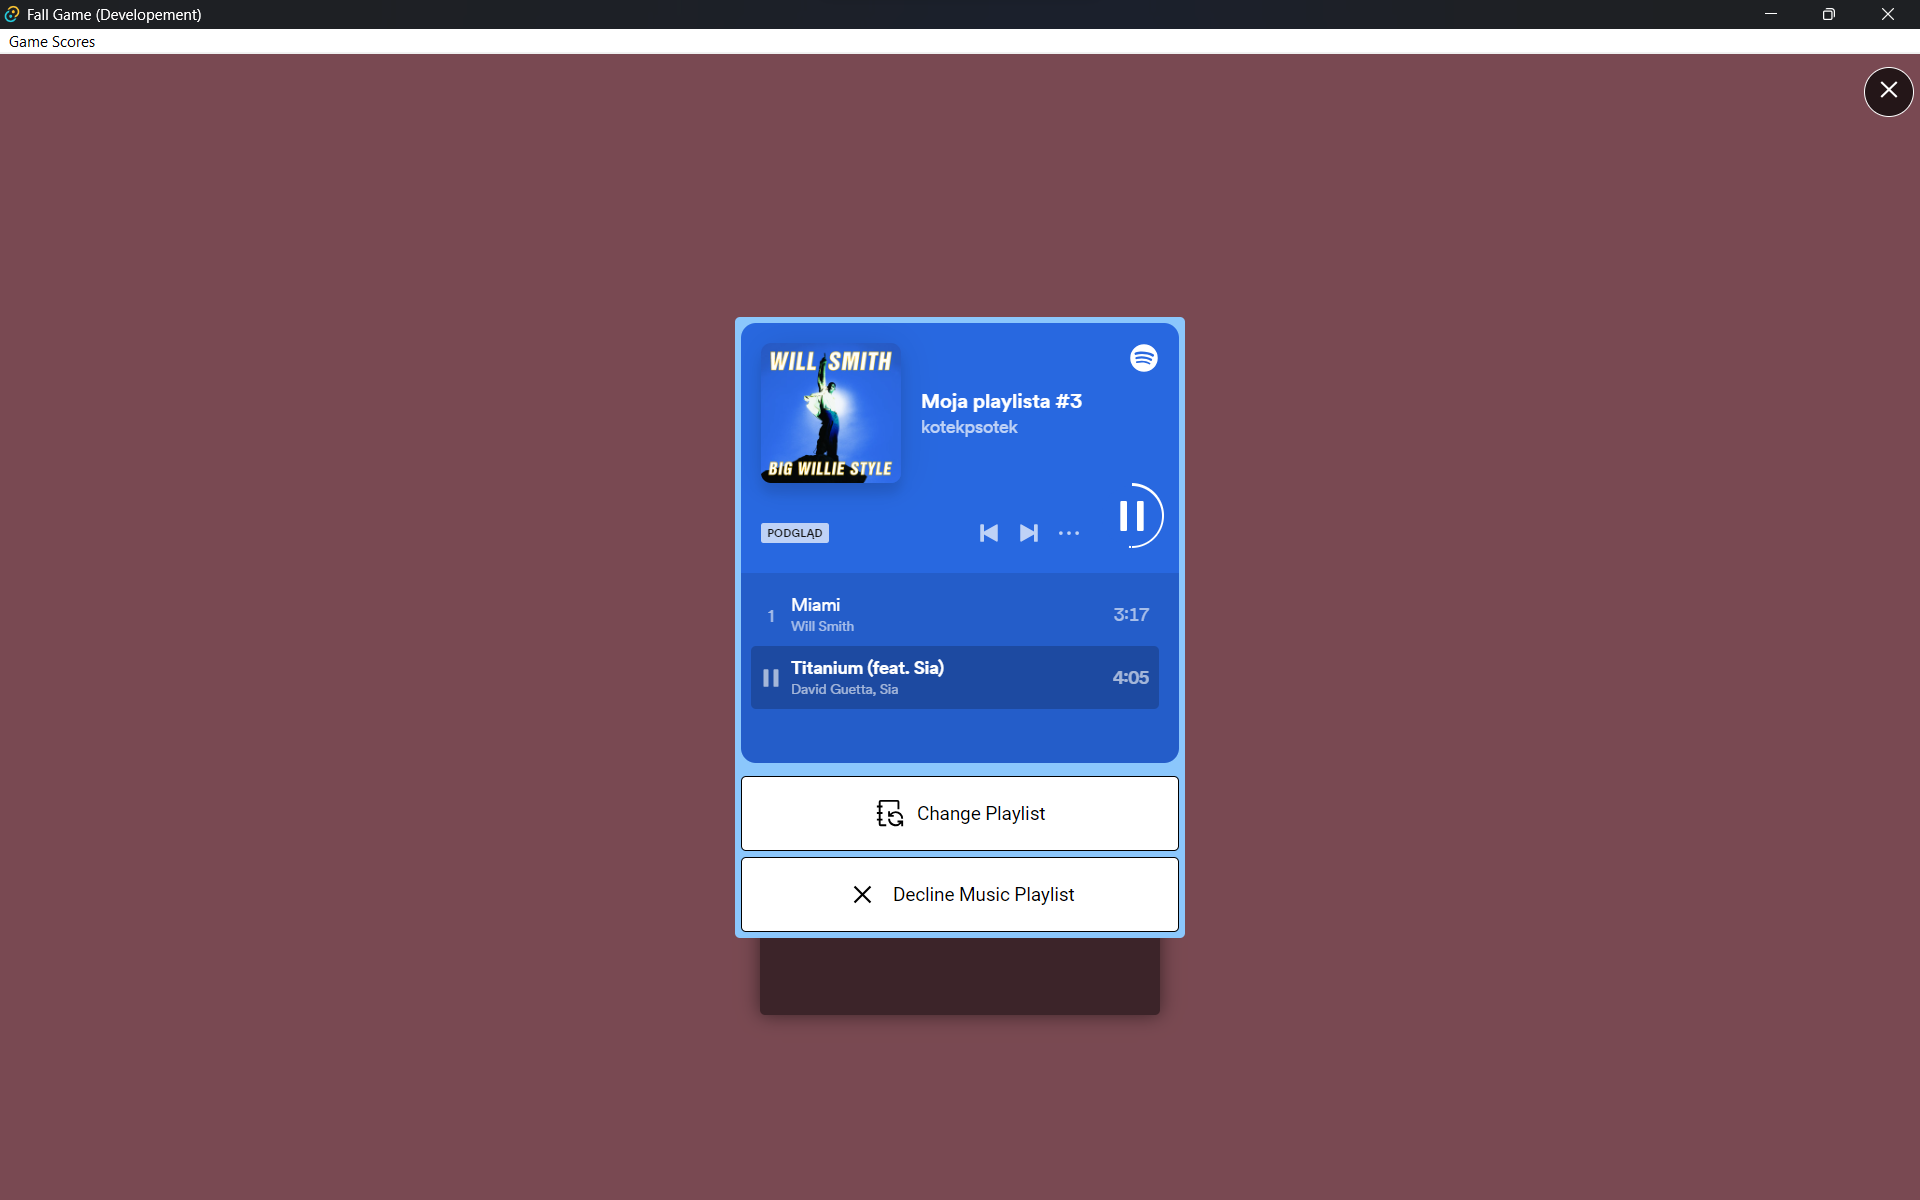 Fall Game (Developement)
Game Scores
WILL SMITH
BIG WILLIE STYLE
Moja playlista #3
kotekpsotek
PODGLĄD
1 Miami 3:17
Will Smith
Titanium (feat. Sia) 4:05
David Guetta, Sia
Change Playlist
Decline Music Playlist